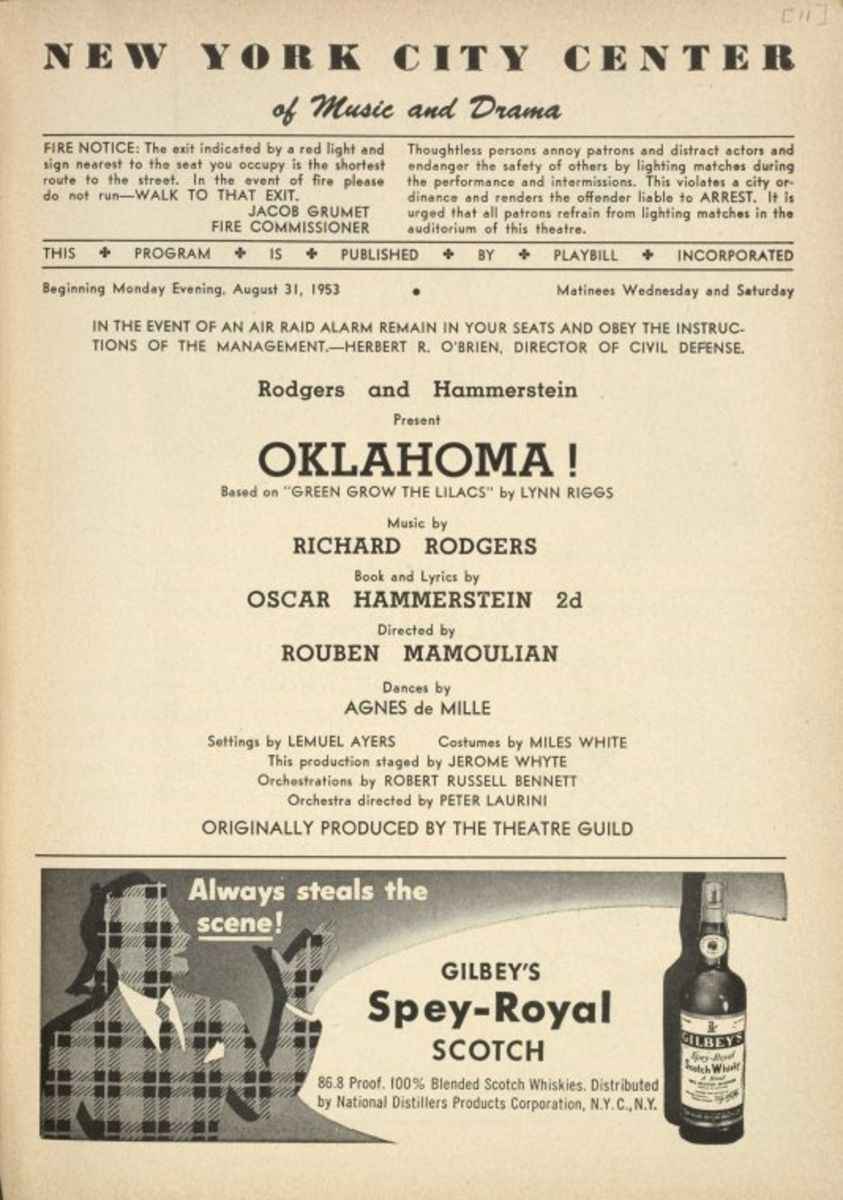 [11]
NEW YORK CITY CENTER
of Music and Drama
FIRE NOTICE: The exit indicated by a red light and
sign nearest to the seat you occupy is the shortest
route to the street. In the event of fire please
do not run—WALK TO THAT EXIT.
JACOB GRUMET
FIRE COMMISSIONER
Thoughtless persons annoy patrons and distract actors and
endanger the safety of others by lighting matches during
the performance and intermissions. This violates a city or-
dinance and renders the offender liable to ARREST. It is
urged that all patrons refrain from lighting matches in the
auditorium of this theatre.
THIS ✤ PROGRAM ✤ IS ✤ PUBLISHED ✤ BY ✤ PLAYBILL ✤ INCORPORATED
Beginning Monday Evening, August 31, 1953 • Matinees Wednesday and Saturday
IN THE EVENT OF AN AIR RAID ALARM REMAIN IN YOUR SEATS AND OBEY THE INSTRUC-
TIONS OF THE MANAGEMENT.—HERBERT R. O'BRIEN, DIRECTOR OF CIVIL DEFENSE.
Rodgers and Hammerstein
Present
OKLAHOMA !
Based on "GREEN GROW THE LILACS" by LYNN RIGGS
Music by
RICHARD RODGERS
Book and Lyrics by
OSCAR HAMMERSTEIN 2d
Directed by
ROUBEN MAMOULIAN
Dances by
AGNES de MILLE
Settings by LEMUEL AYERS Costumes by MILES WHITE
This production staged by JEROME WHYTE
Orchestrations by ROBERT RUSSELL BENNETT
Orchestra directed by PETER LAURINI
ORIGINALLY PRODUCED BY THE THEATRE GUILD
Always steals the
scene!
GILBEY'S
Spey-Royal
SCOTCH
86.8 Proof. 100% Blended Scotch Whiskies. Distributed
by National Distillers Products Corporation, N.Y.C., N.Y.
GILBEY'S
Spey-Royal
Scotch Whisky